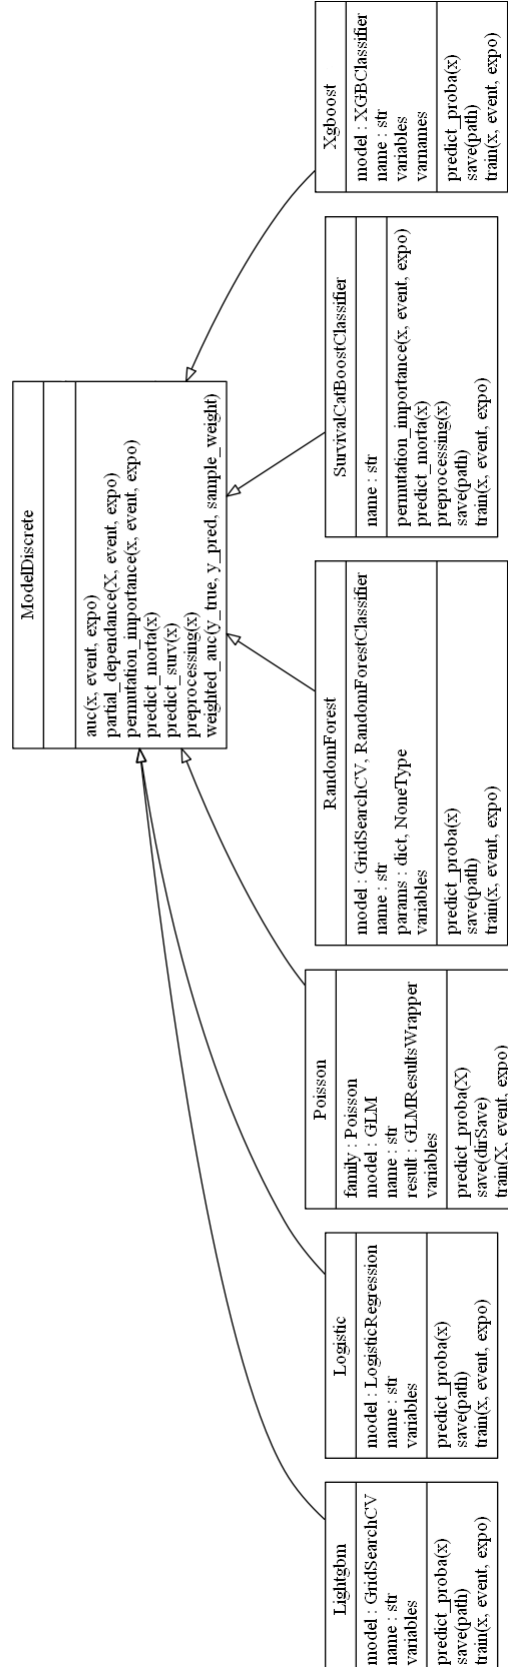 ModelDiscrete
auc(x, event, expo)
partial_dependance(X, event, expo)
permutation_importance(x, event, expo)
predict_morta(x)
predict_surv(x)
preprocessing(x)
weighted_auc(y_true, y_pred, sample_weight)
Lightgbm
model : GridSearchCV
name : str
variables
predict_proba(x)
save(path)
train(x, event, expo)
Logistic
model : LogisticRegression
name : str
variables
predict_proba(x)
save(path)
train(x, event, expo)
Poisson
family : Poisson
model : GLM
name : str
result : GLMResultsWrapper
variables
predict_proba(X)
save(dirSave)
train(X, event, expo)
RandomForest
model : GridSearchCV, RandomForestClassifier
name : str
params : dict, NoneType
variables
predict_proba(x)
save(path)
train(x, event, expo)
SurvivalCatBoostClassifier
name : str
permutation_importance(x, event, expo)
predict_morta(x)
preprocessing(x)
save(path)
train(x, event, expo)
Xgboost
model : XGBClassifier
name : str
variables
varnames
predict_proba(x)
save(path)
train(x, event, expo)